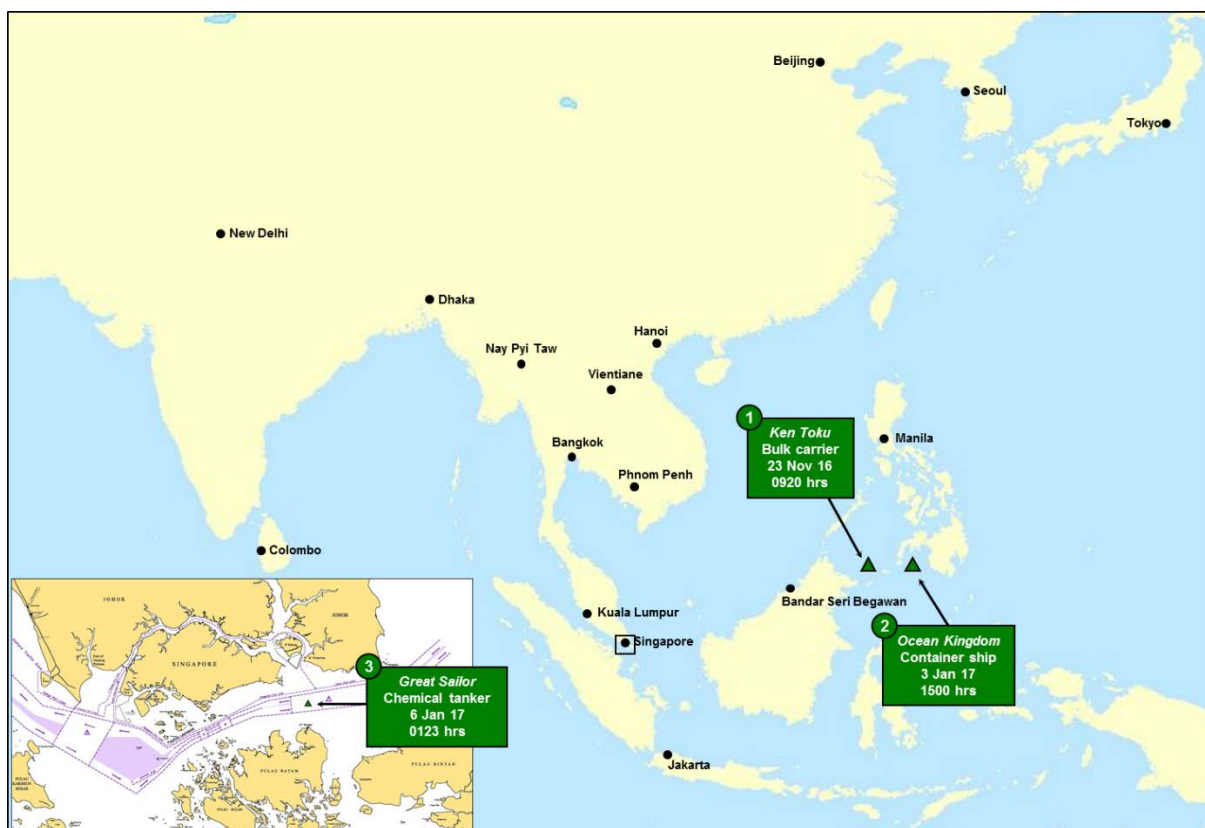 Beijing
Seoul
Tokyo
New Delhi
Dhaka
Hanoi
Nay Pyi Taw
Vientiane
1
Ken Toku
Bulk carrier
23 Nov 16
0920 hrs
Manila
Bangkok
Phnom Penh
Colombo
Bandar Seri Begawan
Kuala Lumpur
Singapore
2
Ocean Kingdom
Container ship
3 Jan 17
1500 hrs
JOHOR
JOHOR
SINGAPORE
3
Great Sailor
Chemical tanker
6 Jan 17
0123 hrs
PULAU BATAM
PULAU BINTAN
Jakarta